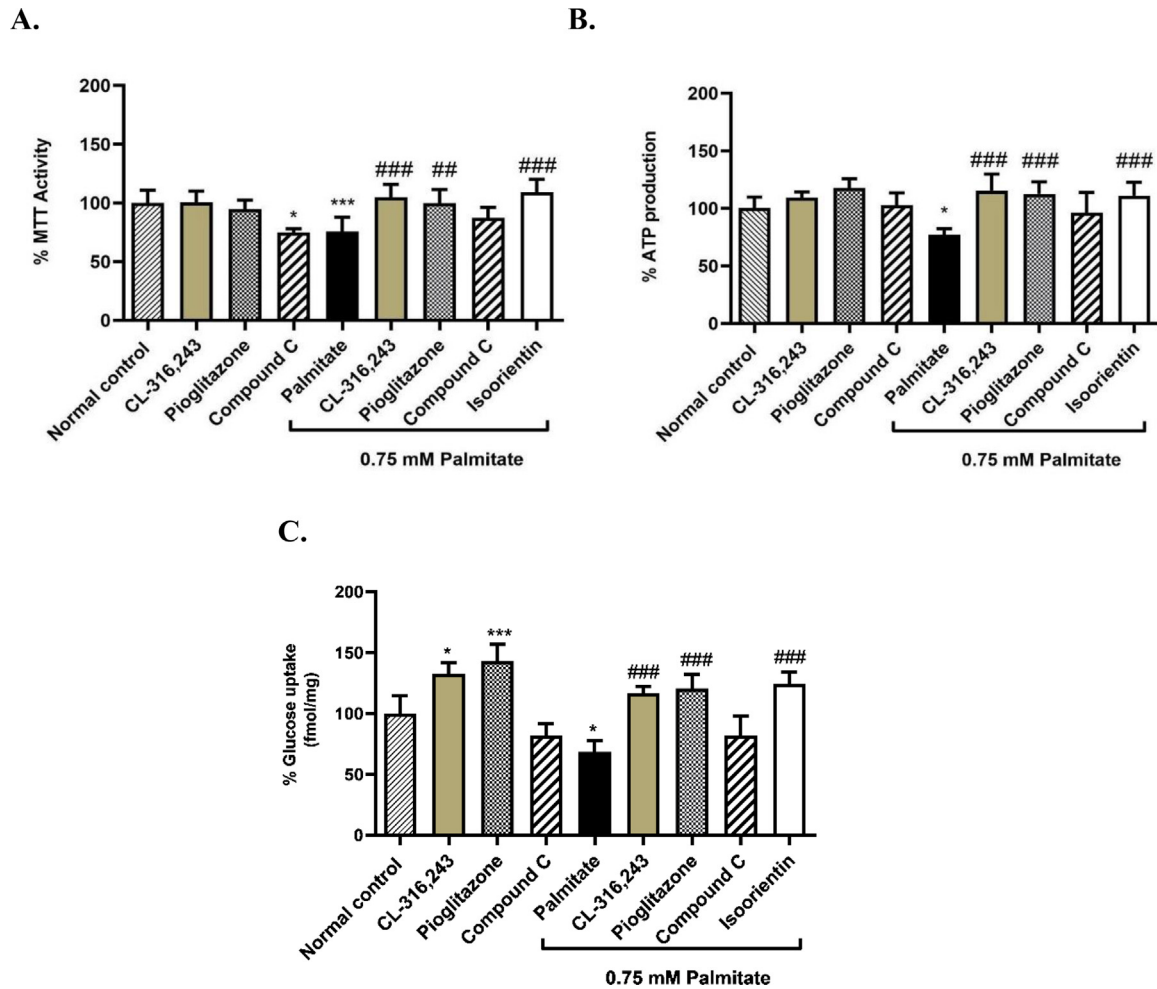 A.
% MTT Activity
200
150
100
50
0
*
***
###
##
###
Normal control
CL-316,243
Pioglitazone
Compound C
Palmitate
CL-316,243
Pioglitazone
Compound C
Isoorientin
0.75 mM Palmitate
B.
% ATP production
200
150
100
50
0
*
###
###
###
Normal control
CL-316,243
Pioglitazone
Compound C
Palmitate
CL-316,243
Pioglitazone
Compound C
Isoorientin
0.75 mM Palmitate
C.
% Glucose uptake
(fmol/mg)
200
150
100
50
0
*
***
*
###
###
###
Normal control
CL-316,243
Pioglitazone
Compound C
Palmitate
CL-316,243
Pioglitazone
Compound C
Isoorientin
0.75 mM Palmitate